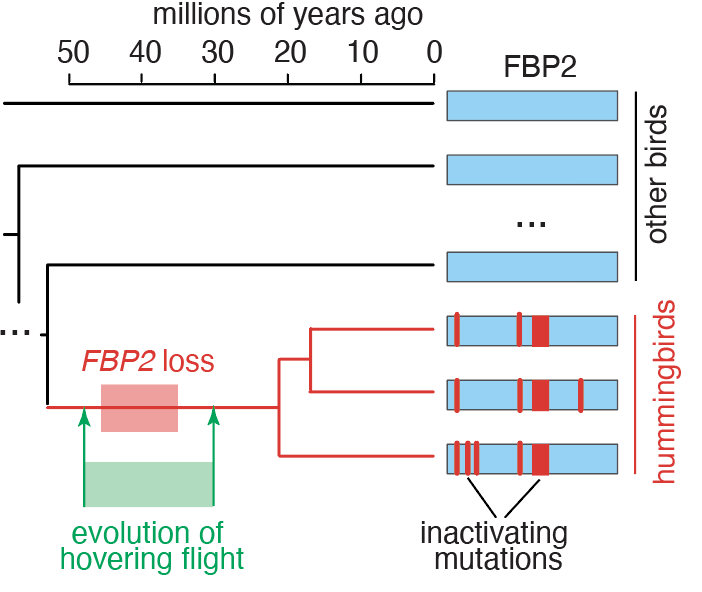 millions of years ago
50 40 30 20 10 0
FBP2
other birds
...
...
FBP2 loss
hummingbirds
evolution of
hovering flight
inactivating
mutations